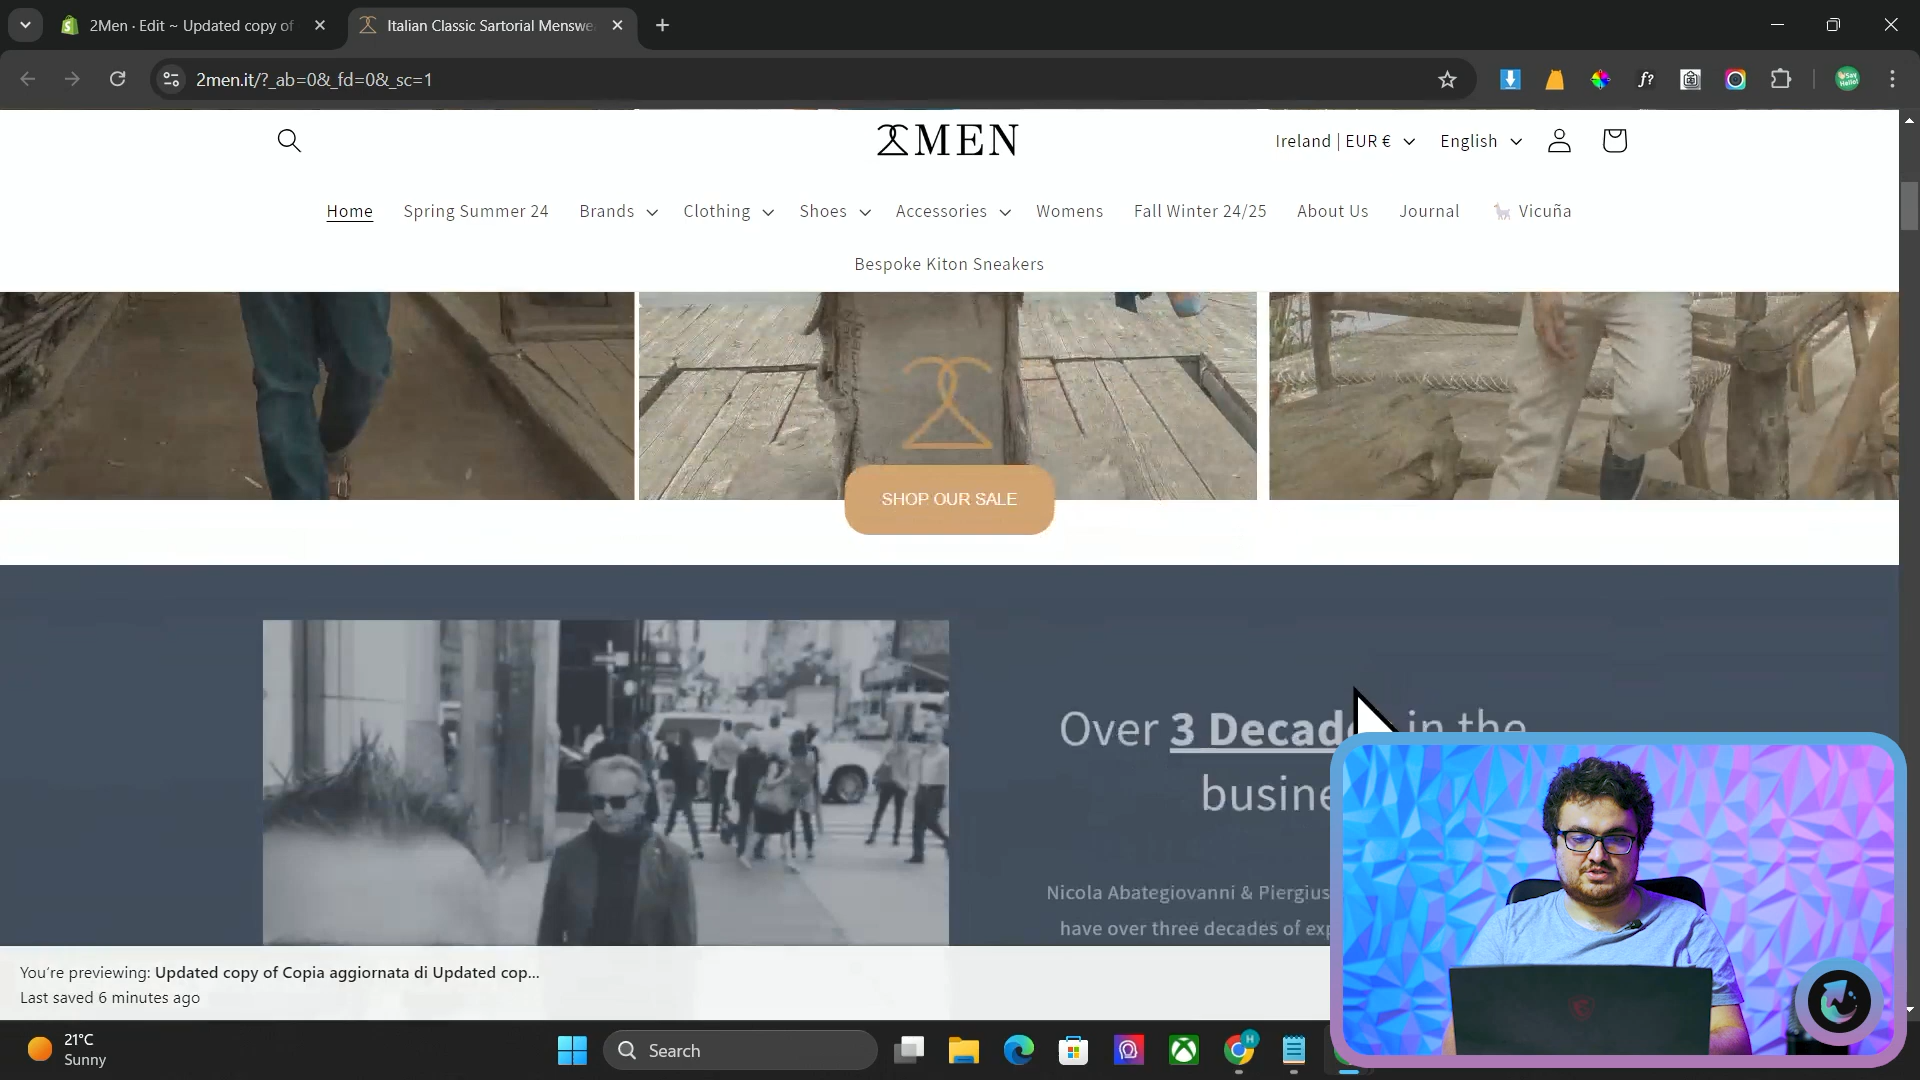 2Men · Edit ~ Updated copy of
Italian Classic Sartorial Menswe
2men.it/?_ab=0&_fd=0&_sc=1
2MEN
Ireland | EUR €
English
Home
Spring Summer 24
Brands
Clothing
Shoes
Accessories
Womens
Fall Winter 24/25
About Us
Journal
Vicuña
Bespoke Kiton Sneakers
SHOP OUR SALE
Over 3 Decade in the
busine
Nicola Abategiovanni & Piergius
have over three decades of exp
You're previewing: Updated copy of Copia aggiornata di Updated cop...
Last saved 6 minutes ago
21°C
Sunny
Search